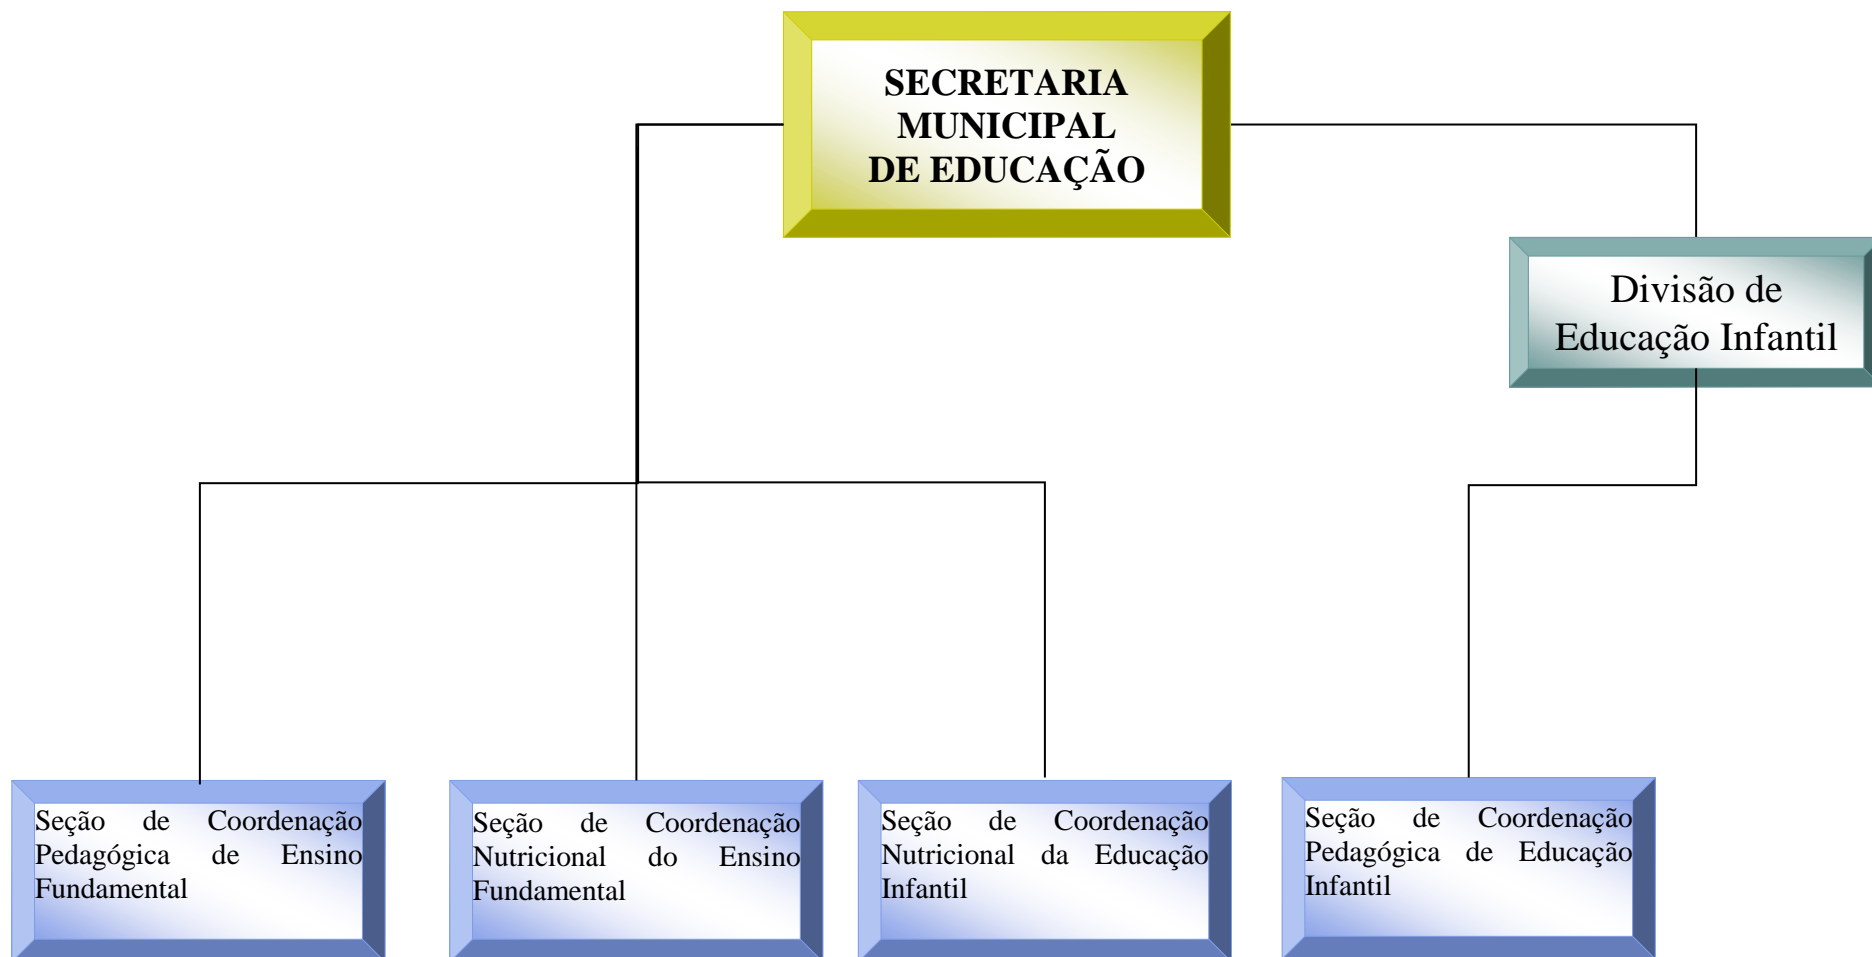 SECRETARIA
MUNICIPAL
DE EDUCAÇÃO
Divisão de
Educação Infantil
Seção de Coordenação
Pedagógica de Ensino
Fundamental
Seção de Coordenação
Nutricional do Ensino
Fundamental
Seção de Coordenação
Nutricional da Educação
Infantil
Seção de Coordenação
Pedagógica de Educação
Infantil